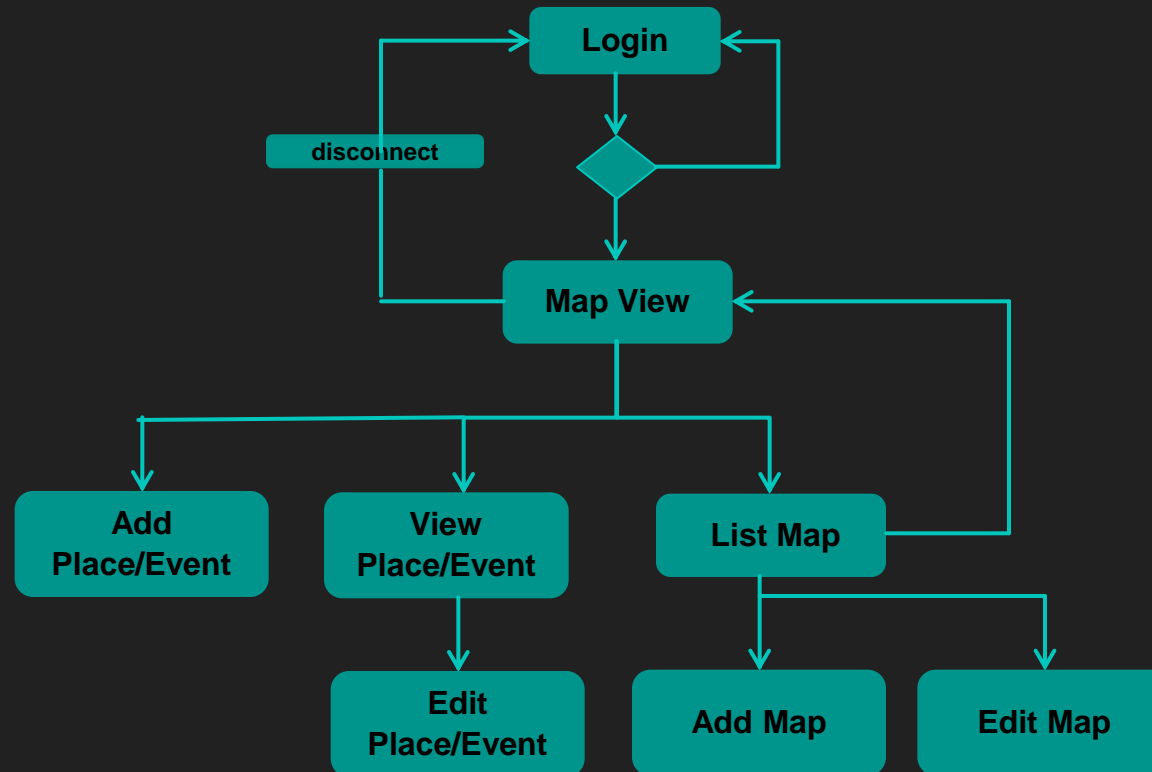 Login
disconnect
Map View
Add
Place/Event
View
Place/Event
List Map
Edit
Place/Event
Add Map
Edit Map